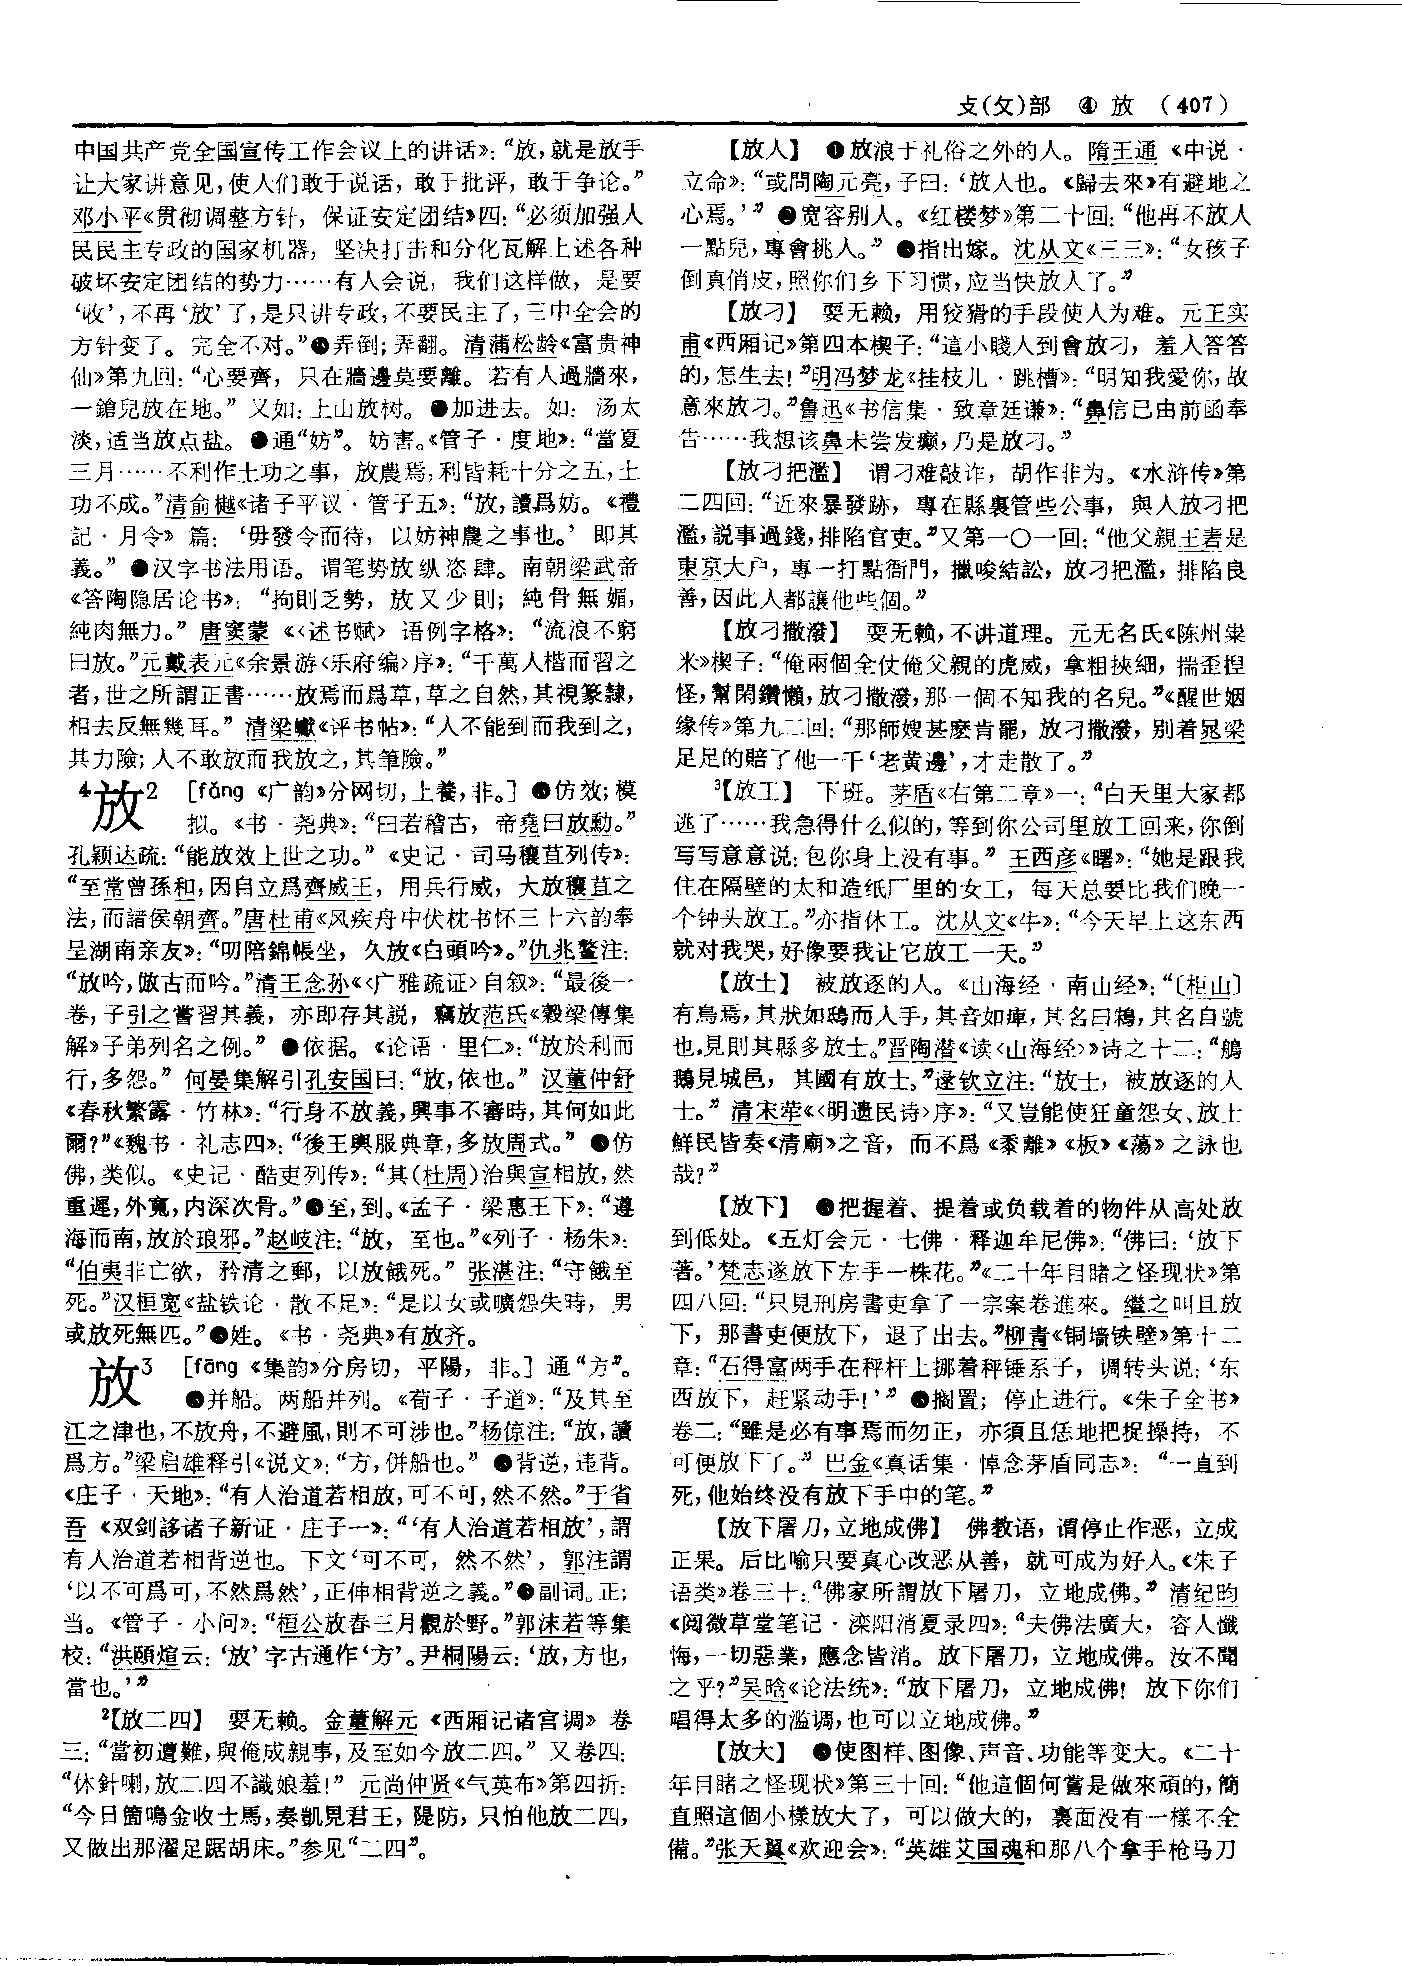 攴(攵)部 ④ 放 (407)
中国共产党全国宣传工作会议上的讲话》：“放，就是放手
让大家讲意见，使人们敢于说话，敢于批评，敢于争论。”
邓小平《贯彻调整方针，保证安定团结》四：“必须加强人
民民主专政的国家机器，坚决打击和分化瓦解上述各种
破坏安定团结的势力……有人会说，我们这样做，是要
‘收’，不再‘放’了，是只讲专政，不要民主了，三中全会的
方针变了。完全不对。”●弄倒；弄翻。清蒲松龄《富贵神
仙》第九回：“心要齊，只在牆邊莫要離。若有人過牆來，
一鎗兒放在地。”又如：上山放树。●加进去。如：汤太
淡，适当放点盐。●通“妨”。妨害。《管子·度地》：“當夏
三月……不利作土功之事，放農焉，利皆耗十分之五，土
功不成。”清俞樾《诸子平议·管子五》：“放，讀爲妨。《禮
記·月令》篇：‘毋發令而待，以妨神農之事也。’即其
義。”●汉字书法用语。谓笔势放纵恣肆。南朝梁武帝
《答陶隐居论书》：“拘則乏勢，放又少則；純骨無媚，
純肉無力。”唐窦蒙《〈述书赋〉语例字格》：“流浪不窮
曰放。”元戴表元《余景游〈乐府编〉序》：“千萬人楷而習之
者，世之所謂正書……放焉而爲草，草之自然，其視篆隸，
相去反無幾耳。”清梁巘《评书帖》：“人不能到而我到之，
其力險；人不敢放而我放之，其筆險。”
4放2 [fǎng《广韵》分网切，上養，非。] ●仿效；模
拟。《书·尧典》：“曰若稽古，帝堯曰放勳。”
孔颖达疏：“能放效上世之功。”《史记·司马穰苴列传》：
“至常曾孫和，因自立爲齊威王，用兵行威，大放穰苴之
法，而諸侯朝齊。”唐杜甫《风疾舟中伏枕书怀三十六韵奉
呈湖南亲友》：“叨陪錦帳坐，久放《白頭吟》。”仇兆鳌注：
“放吟，倣古而吟。”清王念孙《〈广雅疏证〉自叙》：“最後一
卷，子引之嘗習其義，亦即存其説，竊放范氏《穀梁傳集
解》子弟列名之例。”●依据。《论语·里仁》：“放於利而
行，多怨。”何晏集解引孔安国曰：“放，依也。”汉董仲舒
《春秋繁露·竹林》：“行身不放義，興事不審時，其何如此
爾？”《魏书·礼志四》：“後王輿服典章，多放周式。”●仿
佛，类似。《史记·酷吏列传》：“其（杜周）治與宣相放，然
重遲，外寬，内深次骨。”●至，到。《孟子·梁惠王下》：“遵
海而南，放於琅邪。”赵岐注：“放，至也。”《列子·杨朱》：
“伯夷非亡欲，矜清之郵，以放餓死。”张湛注：“守餓至
死。”汉桓宽《盐铁论·散不足》：“是以女或曠怨失時，男
或放死無匹。”●姓。《书·尧典》有放齐。
放3 [fāng《集韵》分房切，平陽，非。] 通“方”。
●并船。两船并列。《荀子·子道》：“及其至
江之津也，不放舟，不避風，則不可涉也。”杨倞注：“放，讀
爲方。”梁启雄释引《说文》：“方，併船也。”●背逆，违背。
《庄子·天地》：“有人治道若相放，可不可，然不然。”于省
吾《双剑誃诸子新证·庄子一》：“‘有人治道若相放’，謂
有人治道若相背逆也。下文‘可不可，然不然’，郭注謂
‘以不可爲可，不然爲然’，正伸相背逆之義。”●副词。正；
当。《管子·小问》：“桓公放春三月觀於野。”郭沫若等集
校：“洪頤煊云：‘放’字古通作‘方’。尹桐陽云：‘放，方也，
當也。’”
2【放二四】 耍无赖。金董解元《西厢记诸宫调》卷
三：“當初遭難，與俺成親事，及至如今放二四。”又卷四：
“休針喇，放二四不識娘羞！”元尚仲贤《气英布》第四折：
“今日箇鳴金收士馬，奏凱見君王，隄防，只怕他放二四，
又做出那濯足踞胡床。”参见“二四”。
【放人】 ❶放浪于礼俗之外的人。隋王通《中说·
立命》：“或問陶元亮，子曰：‘放人也。《歸去來》有避地之
心焉。’”●宽容别人。《红楼梦》第二十回：“他再不放人
一點兒，專會挑人。”●指出嫁。沈从文《三三》：“女孩子
倒真俏皮，照你们乡下习惯，应当快放人了。”
【放刁】 耍无赖，用狡猾的手段使人为难。元王实
甫《西厢记》第四本楔子：“這小賤人到會放刁，羞人答答
的，怎生去！”明冯梦龙《挂枝儿·跳槽》：“明知我愛你，故
意來放刁。”鲁迅《书信集·致章廷谦》：“鼻信已由前函奉
告……我想该鼻未尝发癫，乃是放刁。”
【放刁把濫】 谓刁难敲诈，胡作非为。《水浒传》第
二四回：“近來暴發跡，專在縣裏管些公事，與人放刁把
濫，説事過錢，排陷官吏。”又第一〇一回：“他父親王砉是
東京大户，專一打點衙門，攛唆結訟，放刁把濫，排陷良
善，因此人都讓他些個。”
【放刁撒潑】 耍无赖，不讲道理。元无名氏《陈州粜
米》楔子：“俺兩個全仗俺父親的虎威，拿粗挾細，揣歪捏
怪，幫閑鑽懶，放刁撒潑，那一個不知我的名兒。”《醒世姻
缘传》第九二回：“那師嫂甚麽肯罷，放刁撒潑，别着晁梁
足足的賠了他一千‘老黄邊’，才走散了。”
3【放工】 下班。茅盾《右第二章》一：“白天里大家都
逃了……我急得什么似的，等到你公司里放工回来，你倒
写写意意说：包你身上没有事。”王西彦《曙》：“她是跟我
住在隔壁的太和造纸厂里的女工，每天总要比我们晚一
个钟头放工。”亦指休工。沈从文《牛》：“今天早上这东西
就对我哭，好像要我让它放工一天。”
【放士】 被放逐的人。《山海经·南山经》：“〔柜山〕
有鳥焉，其狀如鴟而人手，其音如痺，其名曰鴸，其名自號
也，見則其縣多放士。”晋陶潜《读〈山海经〉》诗之十二：“鵃
鵝見城邑，其國有放士。”逯钦立注：“放士，被放逐的人
士。”清宋荦《〈明遗民诗〉序》：“又豈能使狂童怨女、放士
鮮民皆奏《清廟》之音，而不爲《黍離》《板》《蕩》之詠也
哉？”
【放下】 ●把握着、提着或负载着的物件从高处放
到低处。《五灯会元·七佛·释迦牟尼佛》：“佛曰：‘放下
著。’梵志遂放下左手一株花。”《二十年目睹之怪现状》第
四八回：“只見刑房書吏拿了一宗案卷進來。繼之叫且放
下，那書吏便放下，退了出去。”柳青《铜墙铁壁》第十二
章：“石得富两手在秤杆上挪着秤锤系子，调转头说：‘东
西放下，赶紧动手！’”●搁置；停止进行。《朱子全书》
卷二：“雖是必有事焉而勿正，亦須且恁地把捉操持，不
可便放下了。”巴金《真话集·悼念茅盾同志》：“一直到
死，他始终没有放下手中的笔。”
【放下屠刀，立地成佛】 佛教语，谓停止作恶，立成
正果。后比喻只要真心改恶从善，就可成为好人。《朱子
语类》卷三十：“佛家所謂放下屠刀，立地成佛。”清纪昀
《阅微草堂笔记·滦阳消夏录四》：“夫佛法廣大，容人懺
悔，一切惡業，應念皆消。放下屠刀，立地成佛。汝不聞
之乎？”吴晗《论法统》：“放下屠刀，立地成佛！放下你们
唱得太多的滥调，也可以立地成佛。”
【放大】 ●使图样、图像、声音、功能等变大。《二十
年目睹之怪现状》第三十回：“他這個何嘗是做來頑的，簡
直照這個小樣放大了，可以做大的，裏面没有一樣不全
備。”张天翼《欢迎会》：“英雄艾国魂和那八个拿手枪马刀